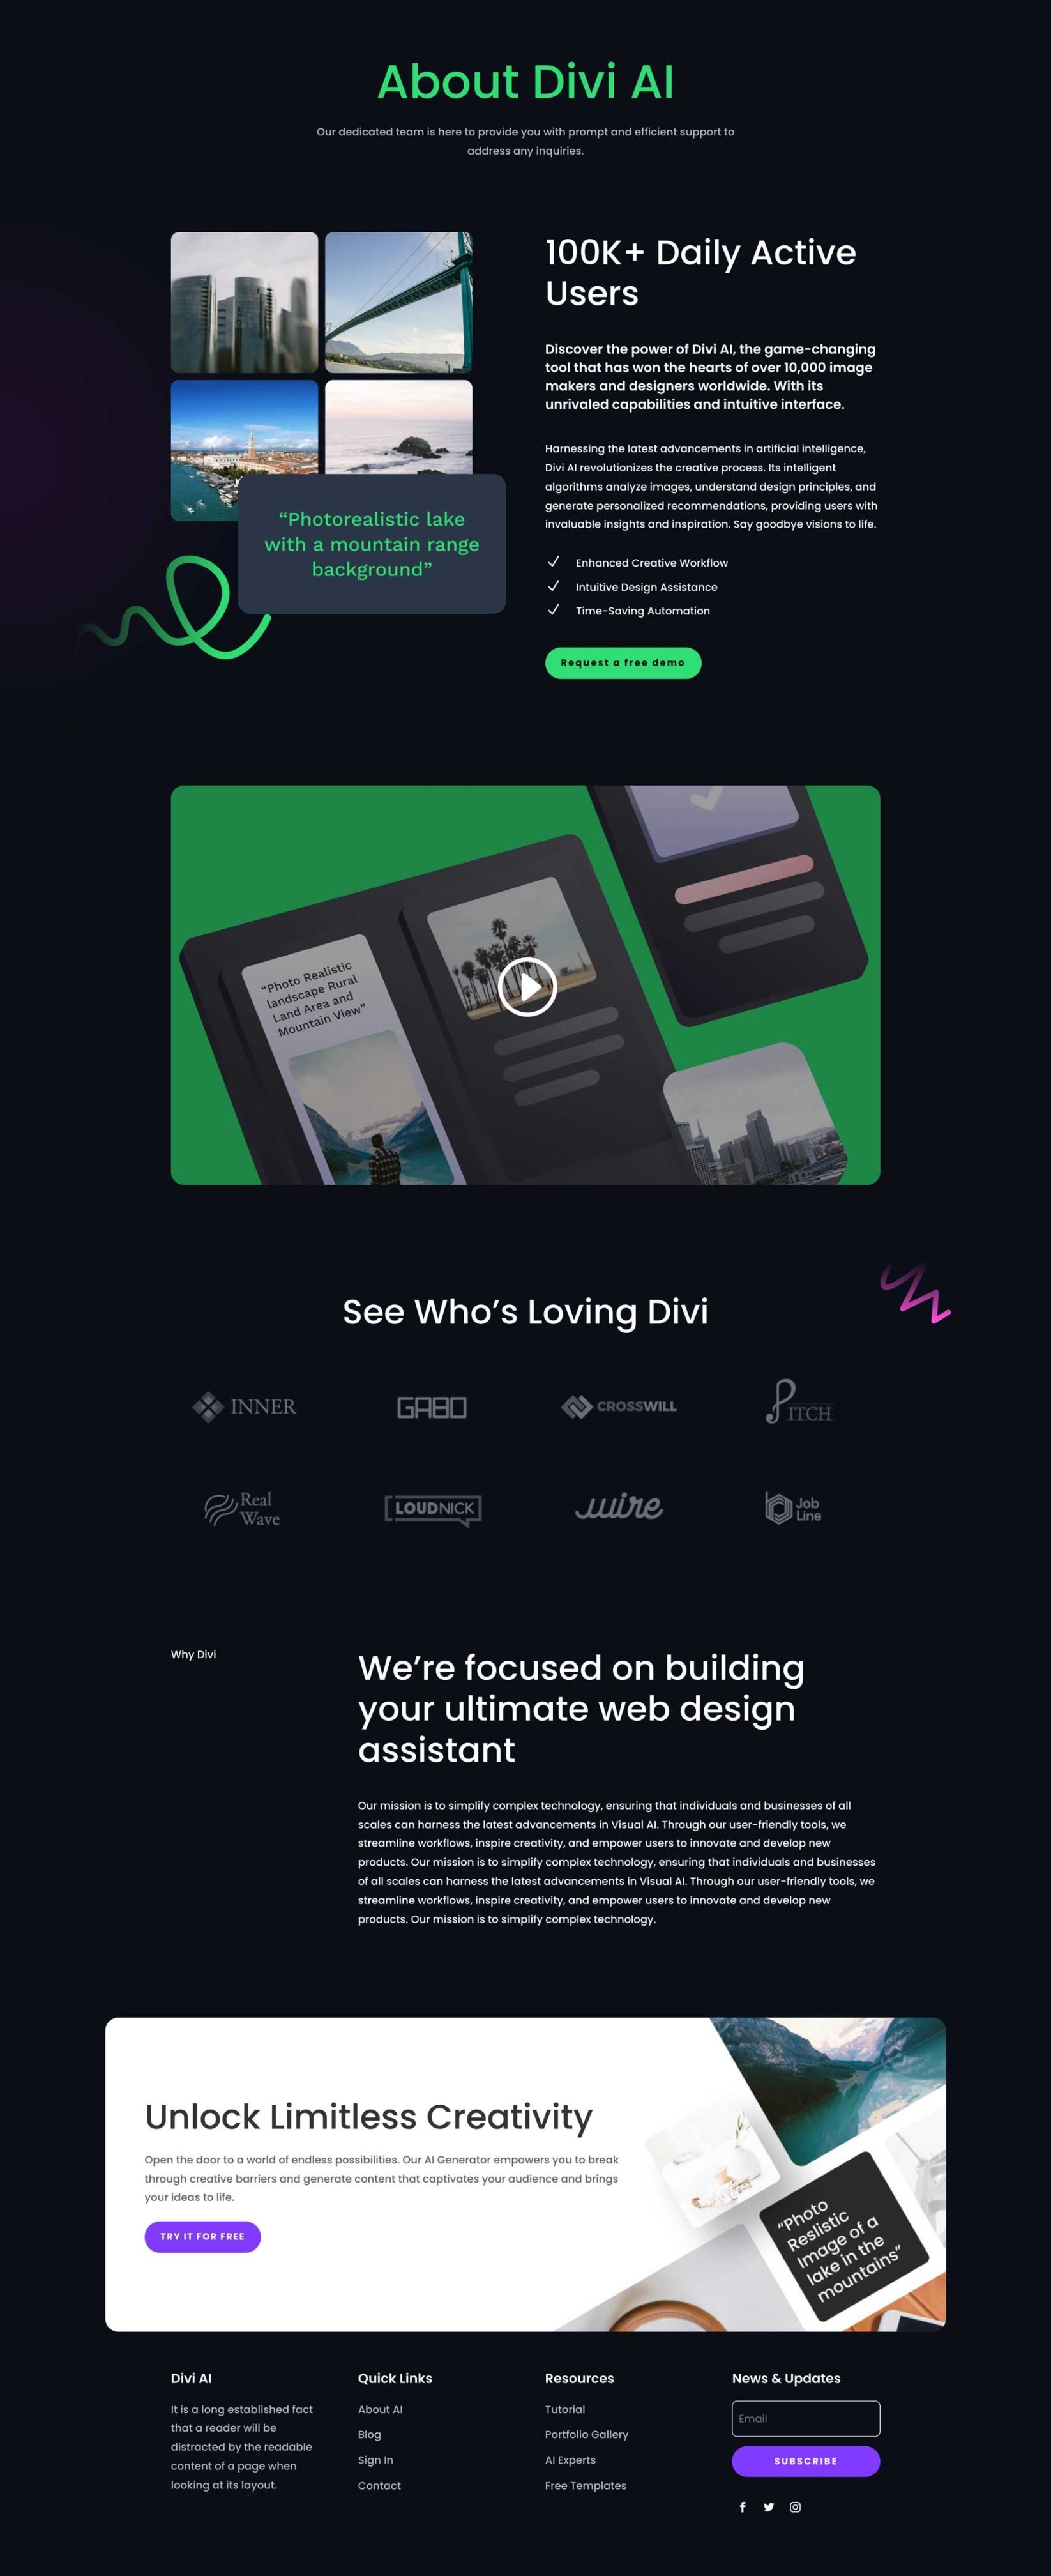 About Divi AI
Our dedicated team is here to provide you with prompt and efficient support to
address any inquiries.
100K+ Daily Active
Users
Discover the power of Divi AI, the game-changing
tool that has won the hearts of over 10,000 image
makers and designers worldwide. With its
unrivaled capabilities and intuitive interface.
Harnessing the latest advancements in artificial intelligence,
Divi AI revolutionizes the creative process. Its intelligent
algorithms analyze images, understand design principles, and
generate personalized recommendations, providing users with
invaluable insights and inspiration. Say goodbye visions to life.
Enhanced Creative Workflow
Intuitive Design Assistance
Time-Saving Automation
Request a free demo
“Photorealistic lake
with a mountain range
background”
“Photo Realistic
landscape Rural
Land Area and
Mountain View”
See Who’s Loving Divi
INNER
GABO
CROSSWILL
PITCH
Real
Wave
LOUDNICK
wire
Job
Line
Why Divi
We’re focused on building
your ultimate web design
assistant
Our mission is to simplify complex technology, ensuring that individuals and businesses of all
scales can harness the latest advancements in Visual AI. Through our user-friendly tools, we
streamline workflows, inspire creativity, and empower users to innovate and develop new
products. Our mission is to simplify complex technology, ensuring that individuals and businesses
of all scales can harness the latest advancements in Visual AI. Through our user-friendly tools, we
streamline workflows, inspire creativity, and empower users to innovate and develop new
products. Our mission is to simplify complex technology.
Unlock Limitless Creativity
Open the door to a world of endless possibilities. Our AI Generator empowers you to break
through creative barriers and generate content that captivates your audience and brings
your ideas to life.
TRY IT FOR FREE
“Photo
Reslistic
Image of a
lake in the
mountains”
Divi AI
It is a long established fact
that a reader will be
distracted by the readable
content of a page when
looking at its layout.
Quick Links
About AI
Blog
Sign In
Contact
Resources
Tutorial
Portfolio Gallery
AI Experts
Free Templates
News & Updates
Email
SUBSCRIBE